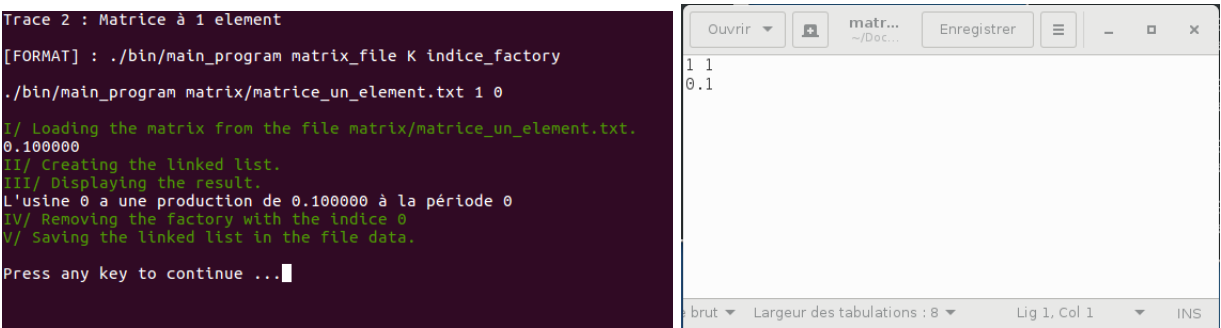 Trace 2 : Matrice à 1 element
[FORMAT] : ./bin/main_program matrix_file K indice_factory
./bin/main_program matrix/matrice_un_element.txt 1 0
I/ Loading the matrix from the file matrix/matrice_un_element.txt.
0.100000
II/ Creating the linked list.
III/ Displaying the result.
L'usine 0 a une production de 0.100000 à la période 0
IV/ Removing the factory with the indice 0
V/ Saving the linked list in the file data.
Press any key to continue ...
Ouvrir
matr...
~/Doc...
Enregistrer
1 1
0.1
brut
Largeur des tabulations : 8
Lig 1, Col 1
INS